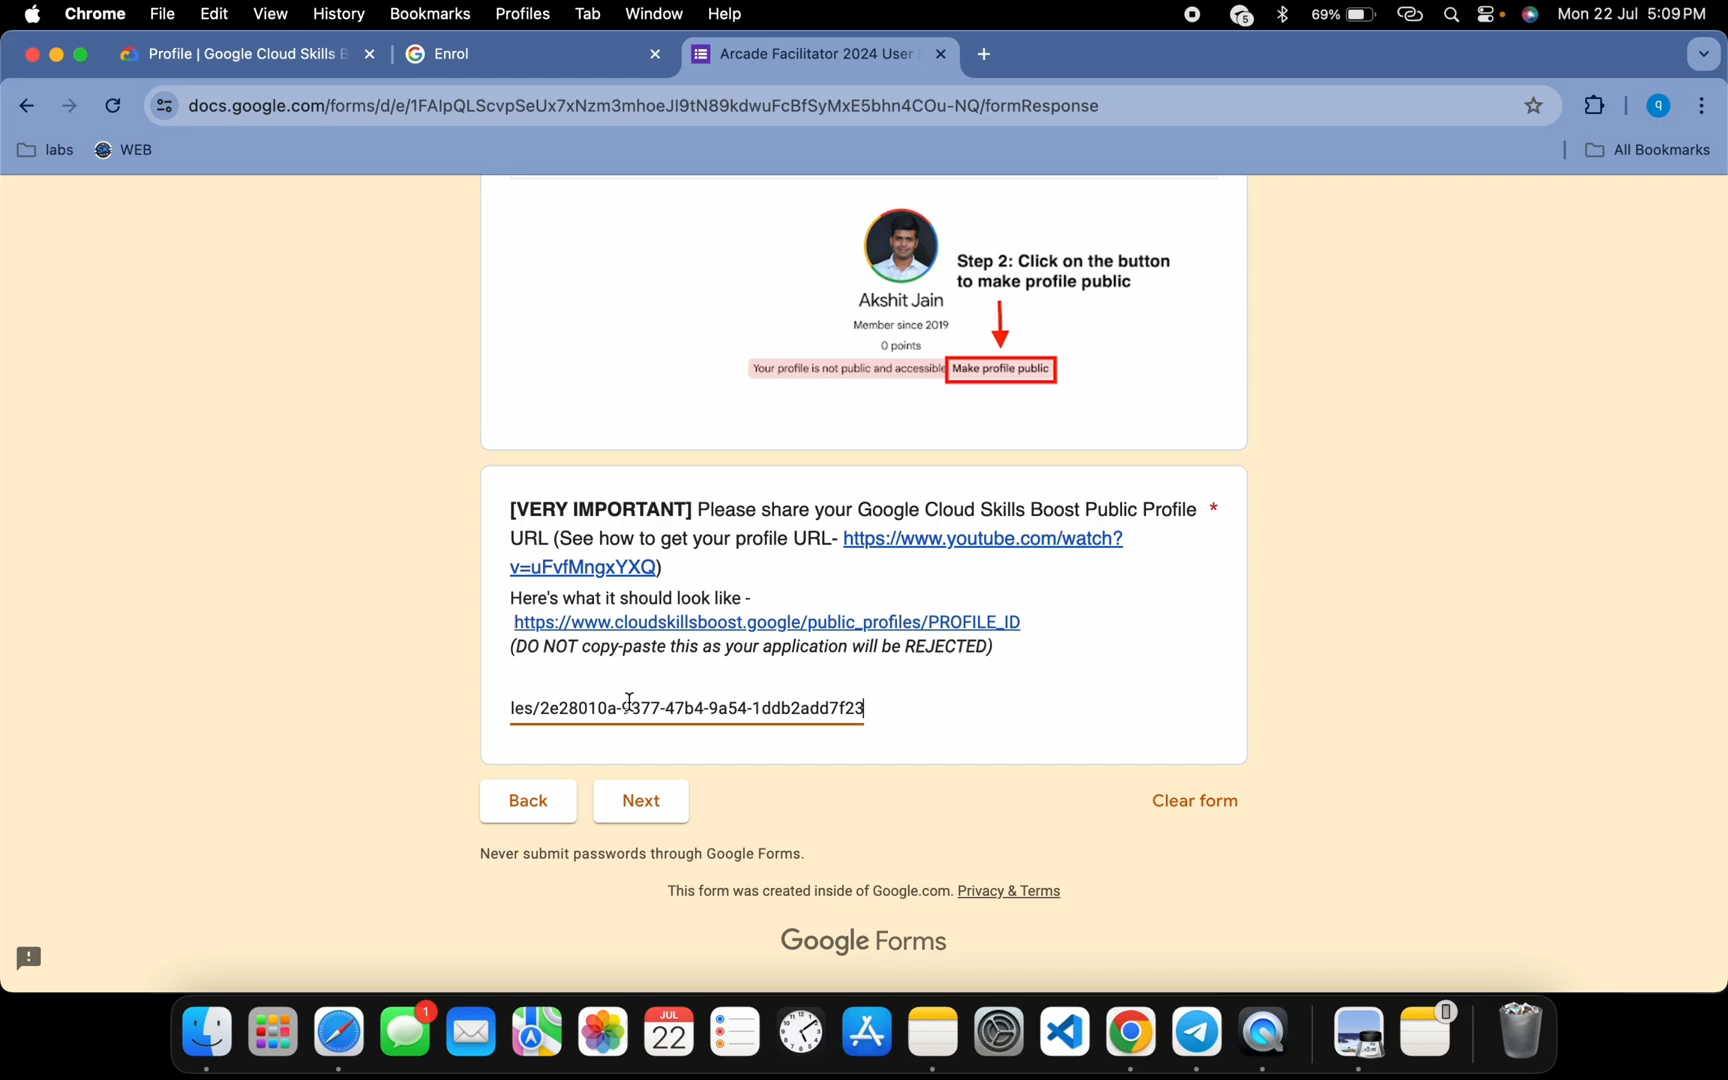 Chrome File Edit View History Bookmarks Profiles Tab Window Help 5 69% Mon 22 Jul 5:09 PM
Profile | Google Cloud Skills B Enrol Arcade Facilitator 2024 User
docs.google.com/forms/d/e/1FAIpQLScvpSeUx7xNzm3mhoeJl9tN89kdwuFcBfSyMxE5bhn4COu-NQ/formResponse q
labs WEB All Bookmarks
Step 2: Click on the button
to make profile public
Akshit Jain
Member since 2019
0 points
Your profile is not public and accessible Make profile public
[VERY IMPORTANT] Please share your Google Cloud Skills Boost Public Profile *
URL (See how to get your profile URL- https://www.youtube.com/watch?
v=uFvfMngxYXQ)
Here's what it should look like -
https://www.cloudskillsboost.google/public_profiles/PROFILE_ID
(DO NOT copy-paste this as your application will be REJECTED)
les/2e28010a-9377-47b4-9a54-1ddb2add7f23
Back Next Clear form
Never submit passwords through Google Forms.
This form was created inside of Google.com. Privacy & Terms
Google Forms
1
JUL
22